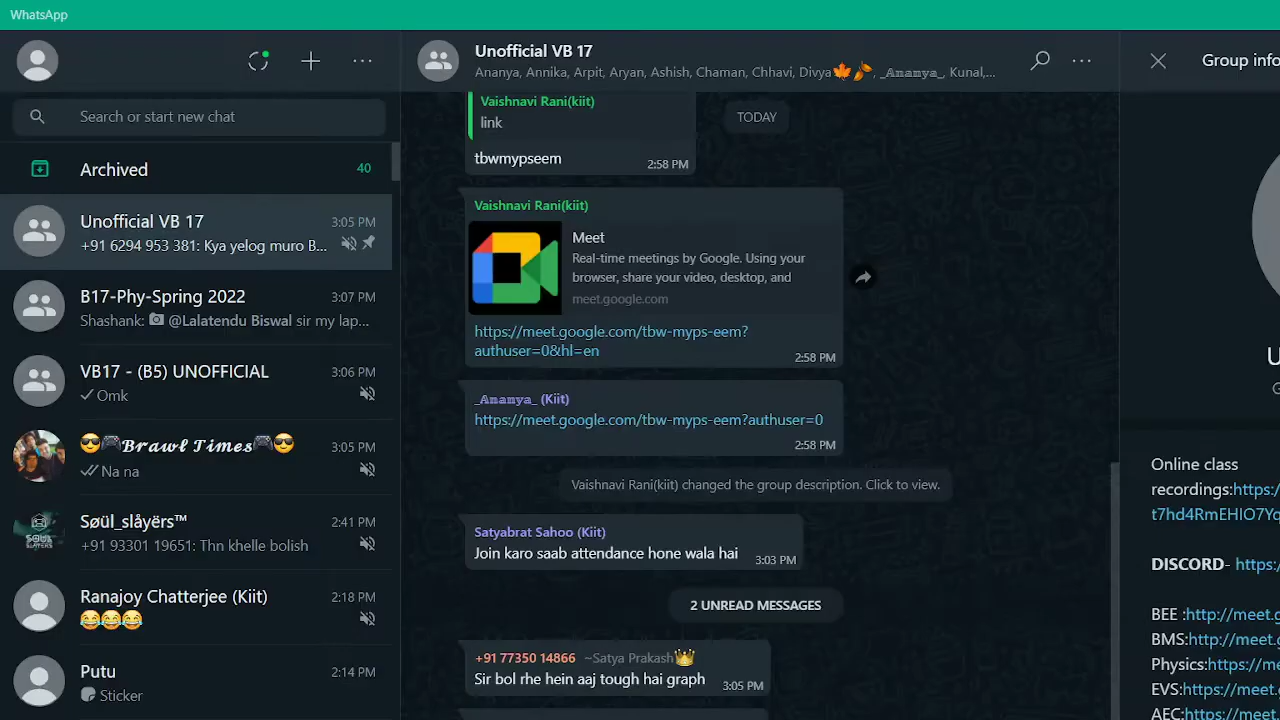 WhatsApp
Search or start new chat
Archived
40
Unofficial VB 17
3:05 PM
+91 6294 953 381: Kya yelog muro B...
B17-Phy-Spring 2022
3:07 PM
Shashank: @Lalatendu Biswal sir my lap...
VB17 - (B5) UNOFFICIAL
3:06 PM
Omk
😎🎮𝓑𝓻𝓪𝔀𝓵 𝓣𝓲𝓶𝓮𝓼🎮😎
3:05 PM
Na na
Søül_slåyërs™
2:41 PM
+91 93301 19651: Thn khelle bolish
Ranajoy Chatterjee (Kiit)
2:18 PM
😂😂😂
Putu
2:14 PM
Sticker
Unofficial VB 17
Ananya, Annika, Arpit, Aryan, Ashish, Chaman, Chhavi, Divya🍁🍂, _𝔸𝕟𝕒𝕟𝕪𝕒_, Kunal,...
Vaishnavi Rani(kiit)
link
tbwmypseem
2:58 PM
TODAY
Vaishnavi Rani(kiit)
Meet
Real-time meetings by Google. Using your
browser, share your video, desktop, and
meet.google.com
https://meet.google.com/tbw-myps-eem?
authuser=0&hl=en
2:58 PM
_𝔸𝕟𝕒𝕟𝕪𝕒_ (Kiit)
https://meet.google.com/tbw-myps-eem?authuser=0
2:58 PM
Vaishnavi Rani(kiit) changed the group description. Click to view.
Satyabrat Sahoo (Kiit)
Join karo saab attendance hone wala hai
3:03 PM
2 UNREAD MESSAGES
+91 77350 14866 ~Satya Prakash👑
Sir bol rhe hein aaj tough hai graph
3:05 PM
Group info
Online class
recordings:https:/
t7hd4RmEHIO7Yq
DISCORD- https:/
BEE :http://meet.g
BMS:http://meet.
Physics:https://me
EVS:https://meet.g
AEC:https://meet.g